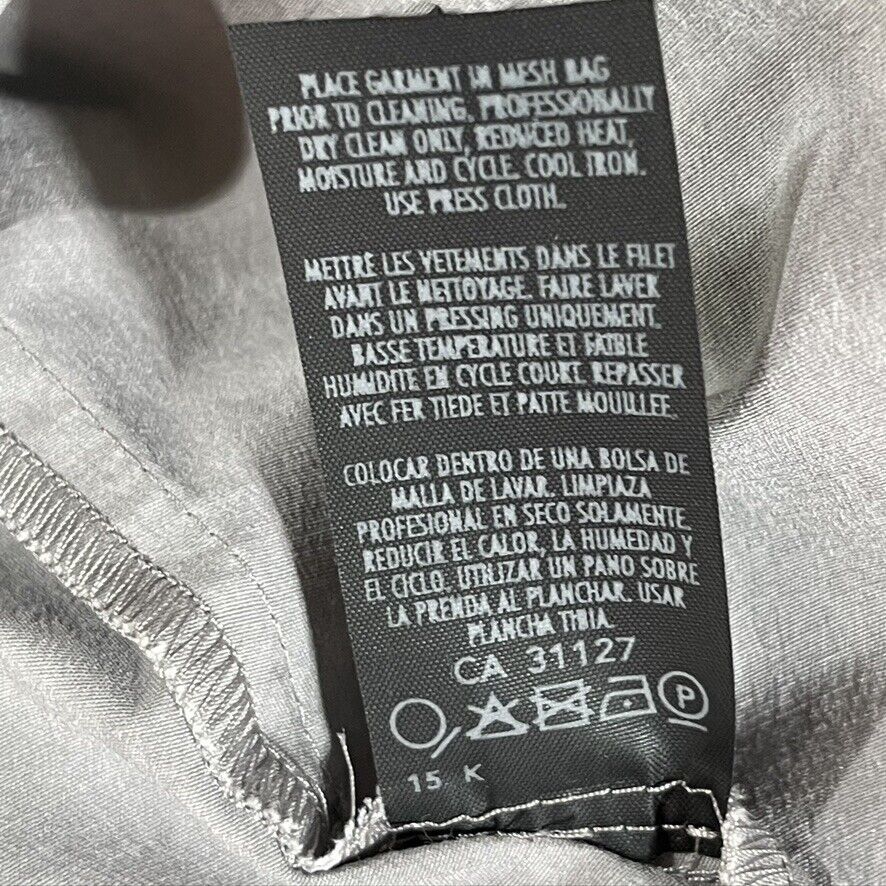 PLACE GARMENT IN MESH BAG
PRIOR TO CLEANING. PROFESSIONALLY
DRY CLEAN ONLY, REDUCED HEAT,
MOISTURE AND CYCLE. COOL IRON.
USE PRESS CLOTH.
METTRE LES VETEMENTS DANS LE FILET
AVANT LE NETTOYAGE. FAIRE LAVER
DANS UN PRESSING UNIQUEMENT.
BASSE TEMPERATURE ET FAIBLE
HUMIDITE EN CYCLE COURT. REPASSER
AVEC FER TIEDE ET PATTE MOUILLEE.
COLOCAR DENTRO DE UNA BOLSA DE
MALLA DE LAVAR. LIMPIAZA
PROFESIONAL EN SECO SOLAMENTE.
REDUCIR EL CALOR, LA HUMEDAD Y
EL CICLO. UTILIZAR UN PANO SOBRE
LA PRENDA AL PLANCHAR. USAR
PLANCHA TIBIA.
CA 31127
P
15 K